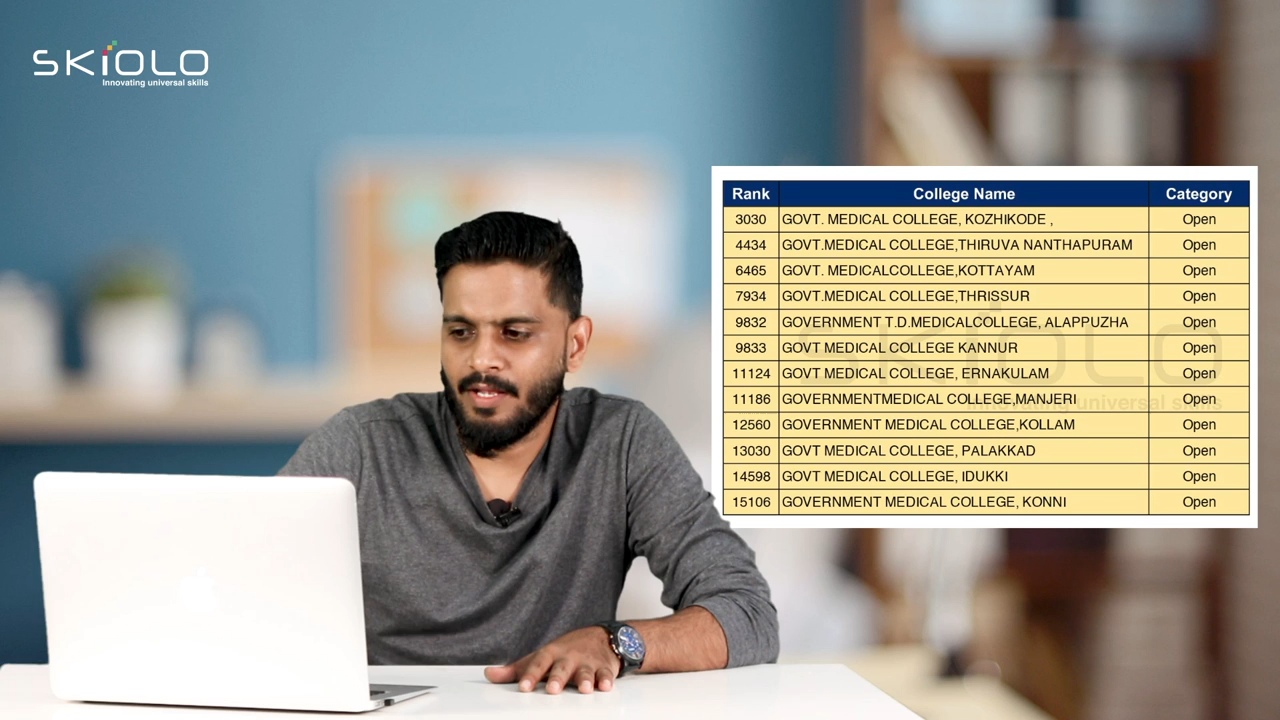 SKiOLO
Innovating universal skills
Rank College Name Category
3030 GOVT. MEDICAL COLLEGE, KOZHIKODE , Open
4434 GOVT.MEDICAL COLLEGE,THIRUVA NANTHAPURAM Open
6465 GOVT. MEDICALCOLLEGE,KOTTAYAM Open
7934 GOVT.MEDICAL COLLEGE,THRISSUR Open
9832 GOVERNMENT T.D.MEDICALCOLLEGE, ALAPPUZHA Open
9833 GOVT MEDICAL COLLEGE KANNUR Open
11124 GOVT MEDICAL COLLEGE, ERNAKULAM Open
11186 GOVERNMENTMEDICAL COLLEGE,MANJERI Open
12560 GOVERNMENT MEDICAL COLLEGE,KOLLAM Open
13030 GOVT MEDICAL COLLEGE, PALAKKAD Open
14598 GOVT MEDICAL COLLEGE, IDUKKI Open
15106 GOVERNMENT MEDICAL COLLEGE, KONNI Open
SKiOLO
Innovating universal skills